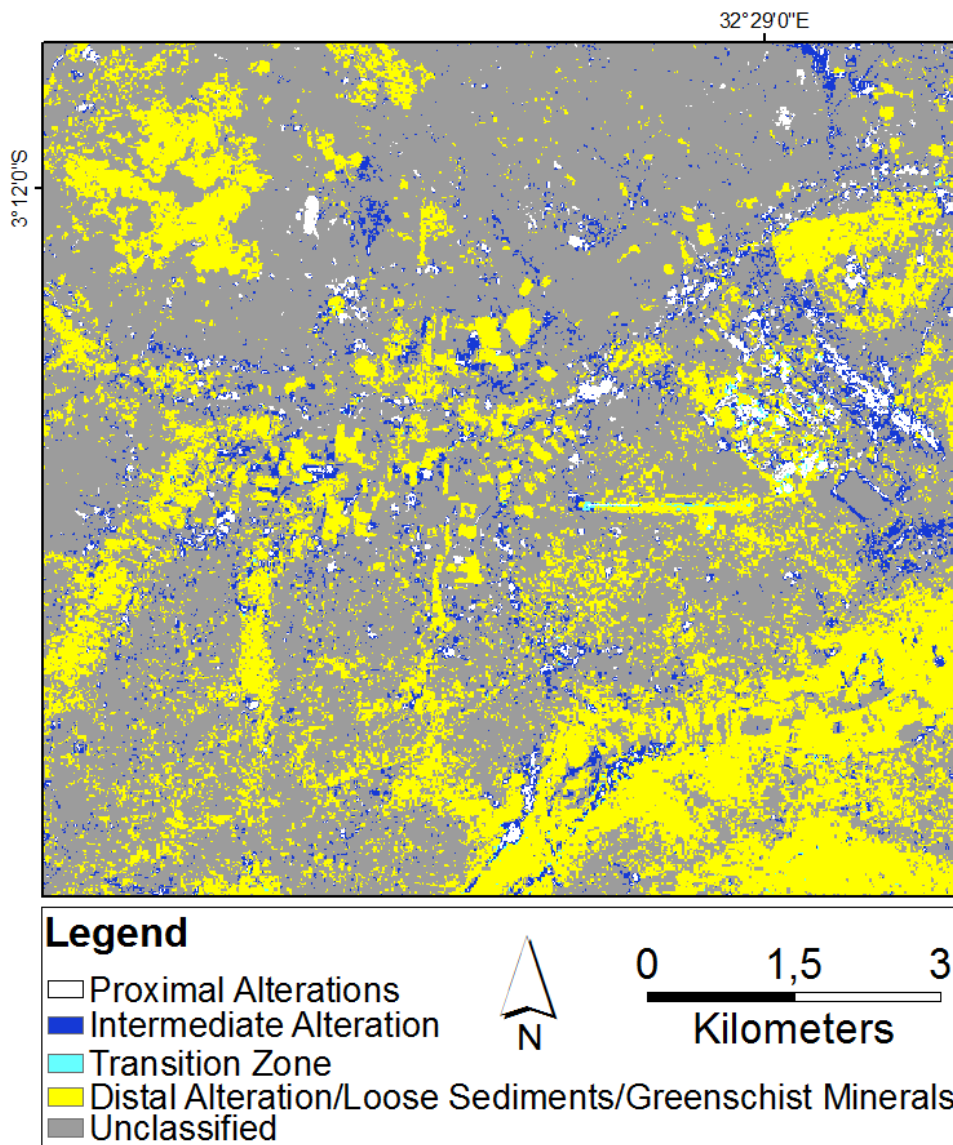 32°29'0"E
3°12'0"S
Legend
Proximal Alterations
Intermediate Alteration
Transition Zone
Distal Alteration/Loose Sediments/Greenschist Minerals
Unclassified
N
0 1,5 3
Kilometers